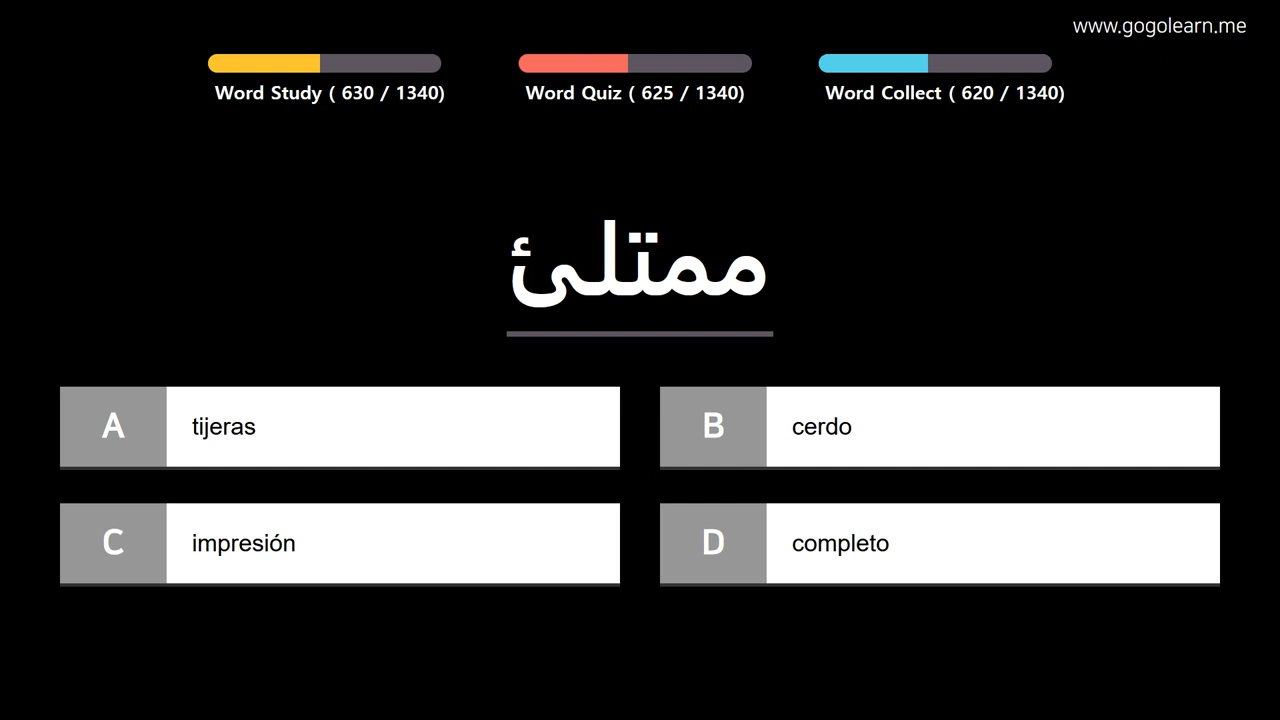 www.gogolearn.me
Word Study ( 630 / 1340)
Word Quiz ( 625 / 1340)
Word Collect ( 620 / 1340)
ممتلئ
A tijeras
B cerdo
C impresión
D completo